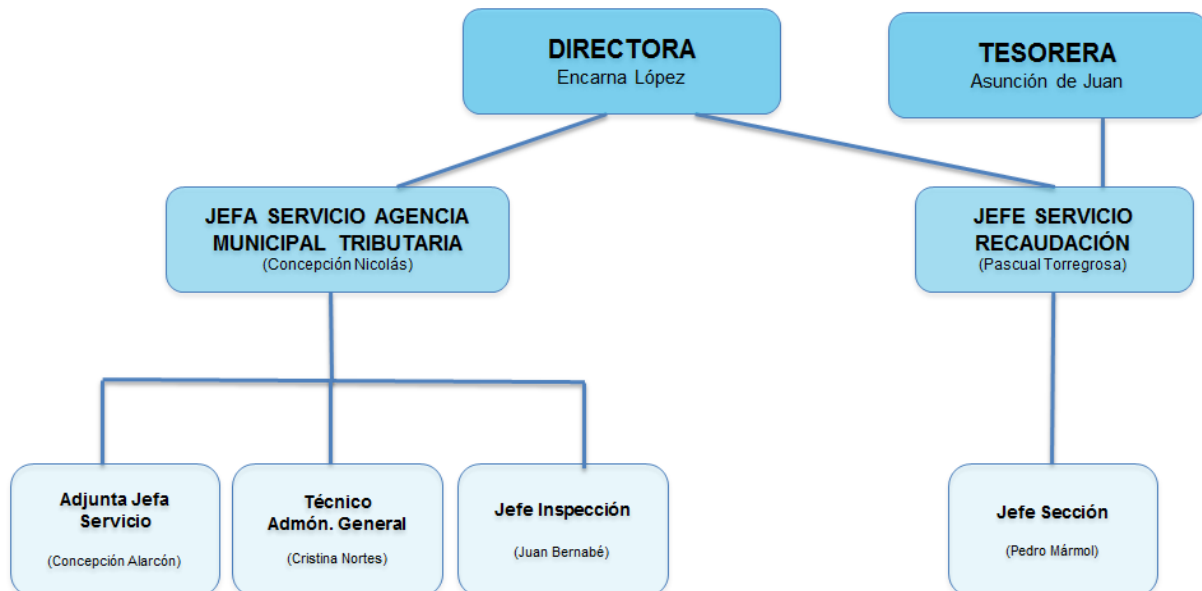 DIRECTORA
Encarna López
TESORERA
Asunción de Juan
JEFA SERVICIO AGENCIA
MUNICIPAL TRIBUTARIA
(Concepción Nicolás)
JEFE SERVICIO
RECAUDACIÓN
(Pascual Torregrosa)
Adjunta Jefa
Servicio
(Concepción Alarcón)
Técnico
Admón. General
(Cristina Nortes)
Jefe Inspección
(Juan Bernabé)
Jefe Sección
(Pedro Mármol)